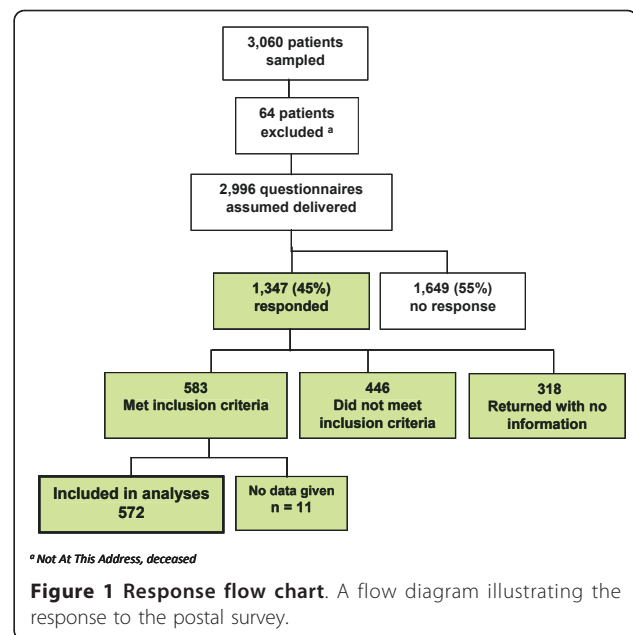 3,060 patients
sampled
64 patients
excluded a
2,996 questionnaires
assumed delivered
1,347 (45%)
responded
1,649 (55%)
no response
583
Met inclusion criteria
446
Did not meet
inclusion criteria
318
Returned with no
information
Included in analyses
572
No data given
n = 11
a Not At This Address, deceased
Figure 1 Response flow chart. A flow diagram illustrating the
response to the postal survey.